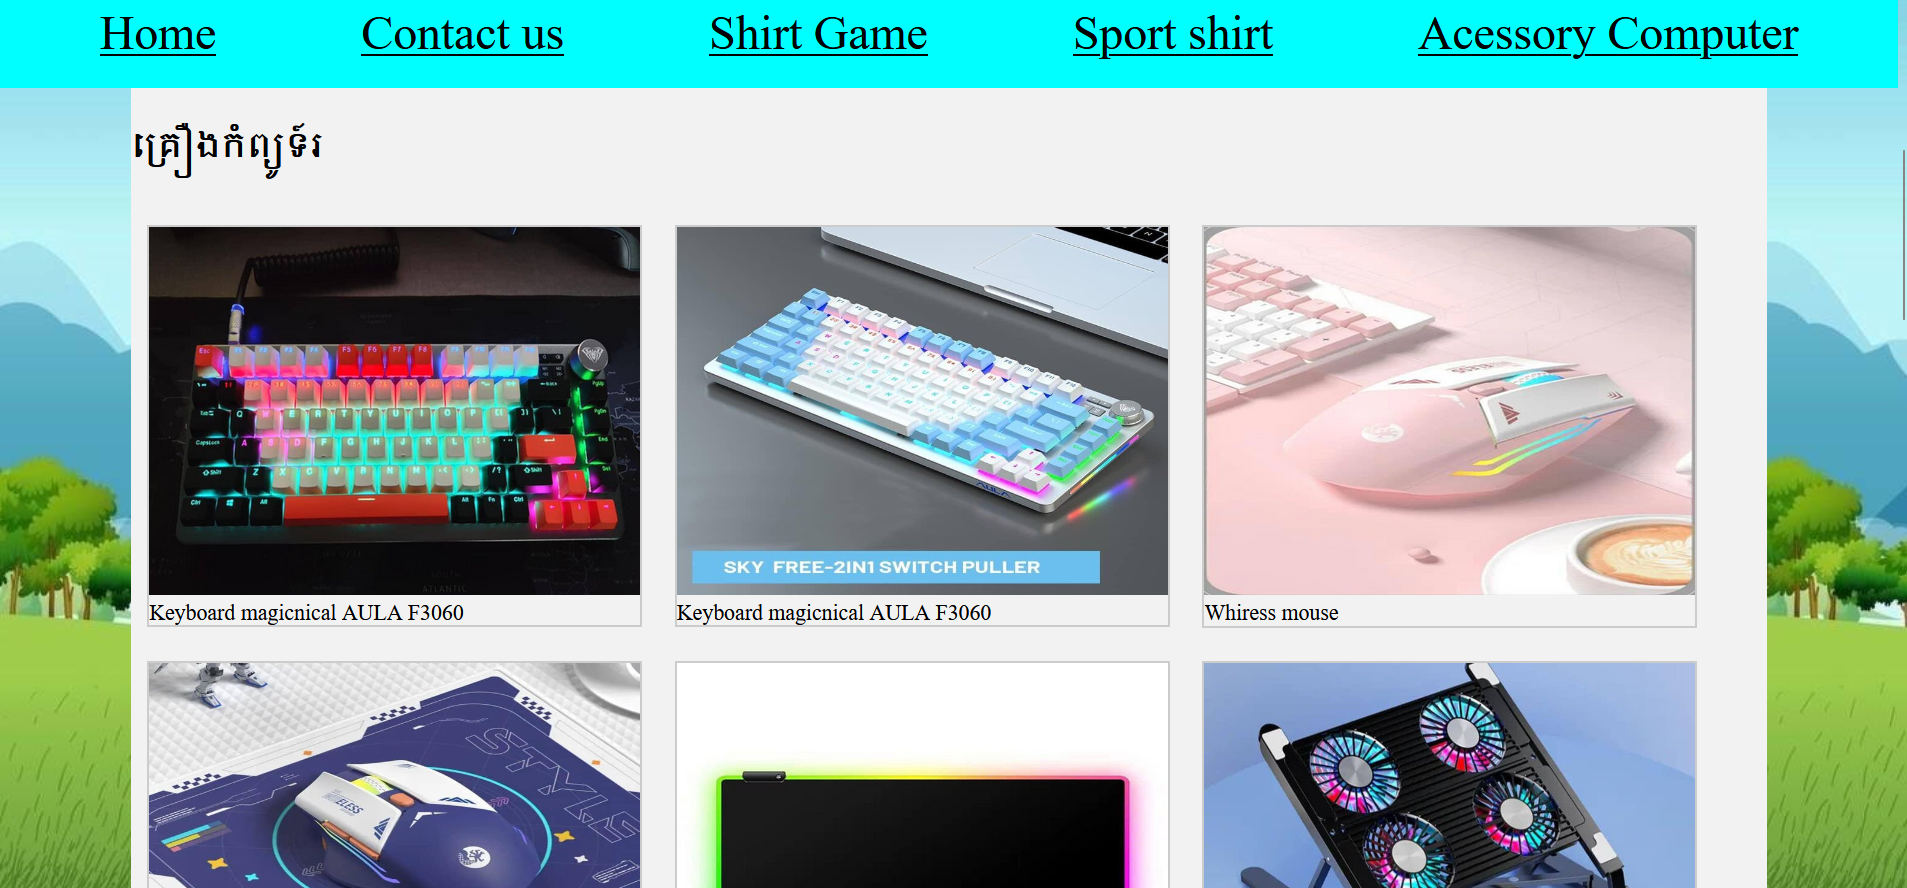 Home Contact us Shirt Game Sport shirt Acessory Computer
គ្រឿងកំព្យូទ័រ
SKY FREE-2IN1 SWITCH PULLER
Keyboard magicnical AULA F3060
Keyboard magicnical AULA F3060
Whiress mouse
STYLE